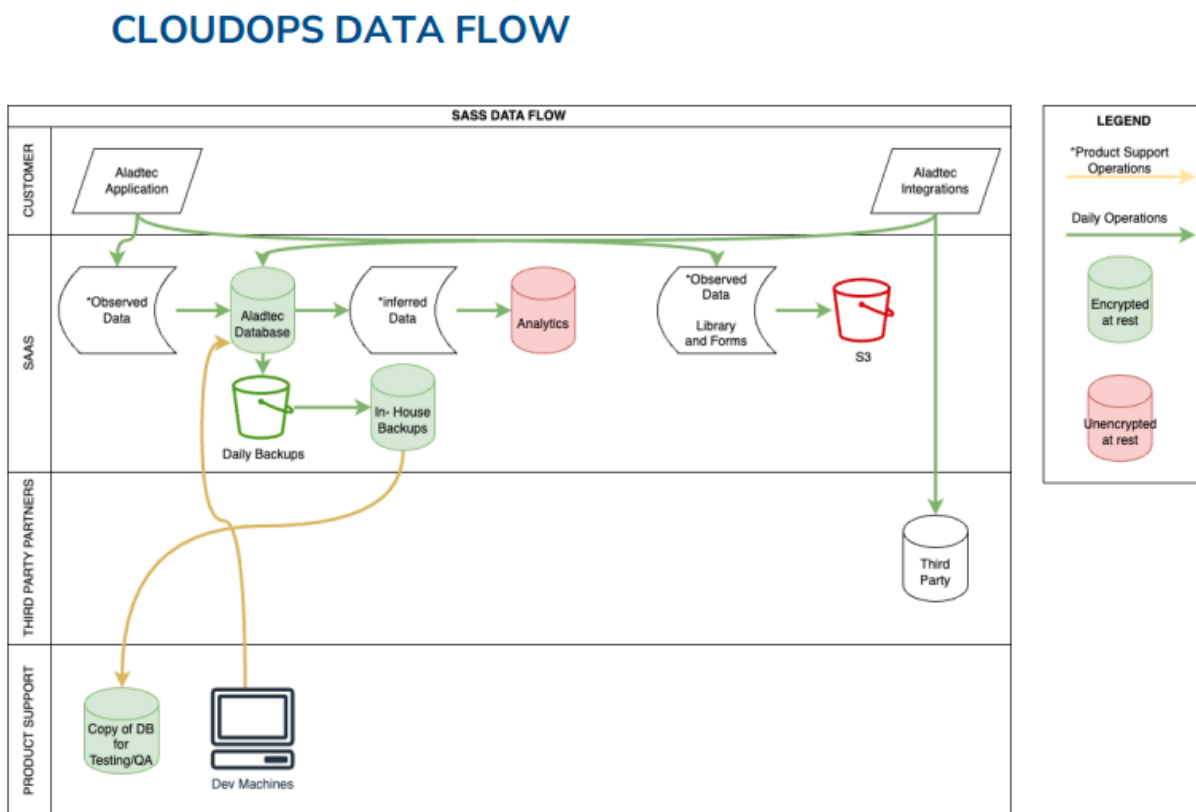 CLOUDOPS DATA FLOW
SASS DATA FLOW
CUSTOMER
Aladtec
Application
Aladtec
Integrations
SAAS
*Observed
Data
Aladtec
Database
*inferred
Data
Analytics
*Observed
Data
Library
and Forms
S3
Daily Backups
In- House
Backups
THIRD PARTY PARTNERS
Third
Party
PRODUCT SUPPORT
Copy of DB
for
Testing/QA
Dev Machines
LEGEND
*Product Support
Operations
Daily Operations
Encrypted
at rest
Unencrypted
at rest